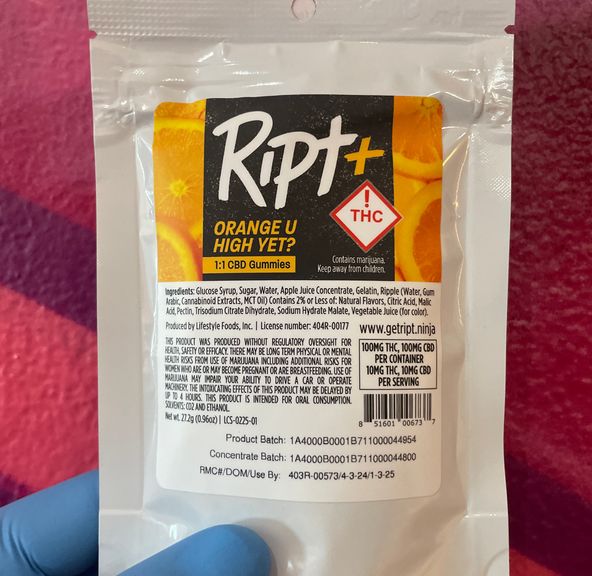 Ript+
!
THC
ORANGE U
HIGH YET?
1:1 CBD Gummies
Contains marijuana.
Keep away from children.
Ingredients: Glucose Syrup, Sugar, Water, Apple Juice Concentrate, Gelatin, Ripple (Water, Gum
Arabic, Cannabinoid Extracts, MCT Oil) Contains 2% or Less of: Natural Flavors, Citric Acid, Malic
Acid, Pectin, Trisodium Citrate Dihydrate, Sodium Hydrate Malate, Vegetable Juice (for color).
Produced by Lifestyle Foods, Inc. | License number: 404R-00177
www.getript.ninja
THIS PRODUCT WAS PRODUCED WITHOUT REGULATORY OVERSIGHT FOR
HEALTH, SAFETY OR EFFICACY. THERE MAY BE LONG TERM PHYSICAL OR MENTAL
HEALTH RISKS FROM USE OF MARIJUANA INCLUDING ADDITIONAL RISKS FOR
WOMEN WHO ARE OR MAY BECOME PREGNANT OR ARE BREASTFEEDING. USE OF
MARIJUANA MAY IMPAIR YOUR ABILITY TO DRIVE A CAR OR OPERATE
MACHINERY. THE INTOXICATING EFFECTS OF THIS PRODUCT MAY BE DELAYED BY
UP TO 4 HOURS. THIS PRODUCT IS INTENDED FOR ORAL CONSUMPTION.
SOLVENTS: CO2 AND ETHANOL.
Net wt. 27.2g (0.96oz) | LCS-0225-01
100MG THC, 100MG CBD
PER CONTAINER
10MG THC, 10MG CBD
PER SERVING
8 51601 00673 7
Product Batch: 1A4000B0001B711000044954
Concentrate Batch: 1A4000B0001B711000044800
RMC#/DOM/Use By: 403R-00573/4-3-24/1-3-25